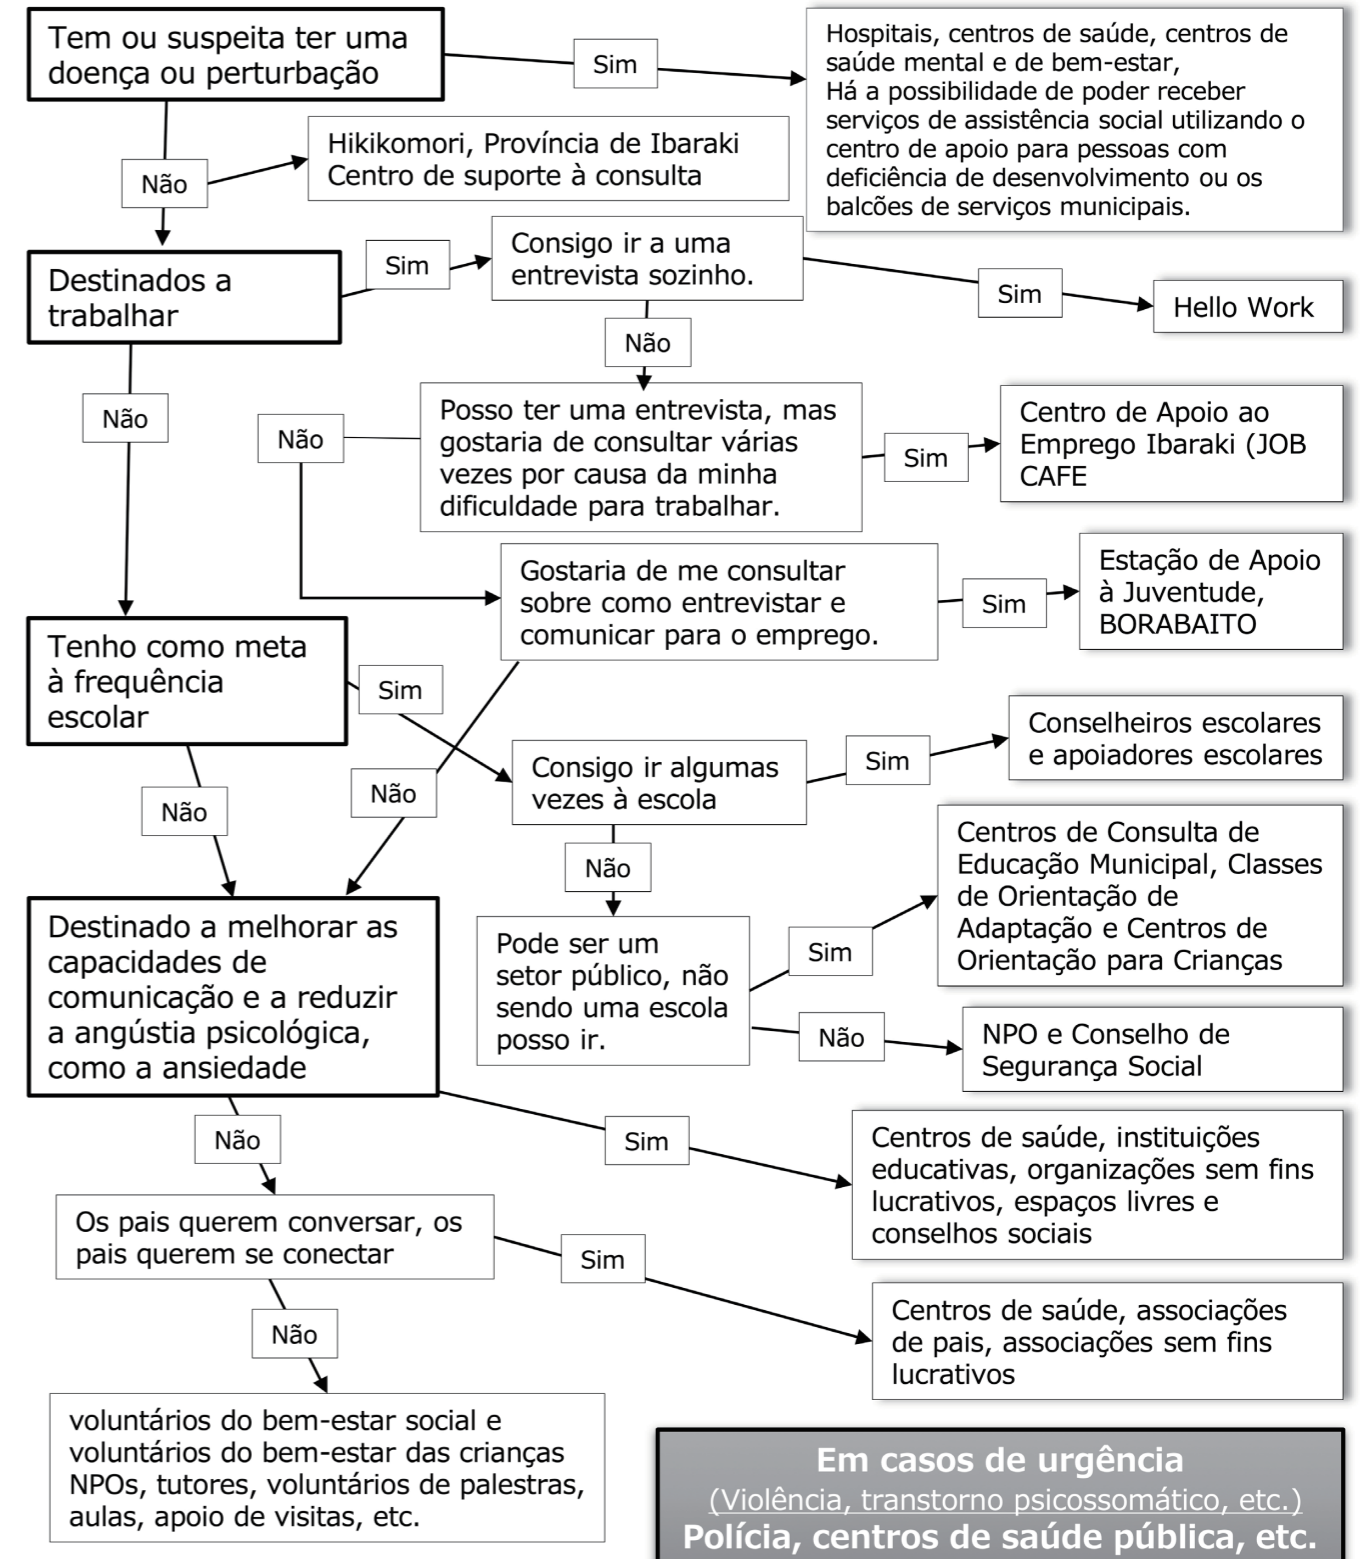 Tem ou suspeita ter uma
doença ou perturbação
Sim
Hospitais, centros de saúde, centros de
saúde mental e de bem-estar,
Há a possibilidade de poder receber
serviços de assistência social utilizando o
centro de apoio para pessoas com
deficiência de desenvolvimento ou os
balcões de serviços municipais.
Não
Hikikomori, Província de Ibaraki
Centro de suporte à consulta
Destinados a
trabalhar
Sim
Consigo ir a uma
entrevista sozinho.
Sim
Hello Work
Não
Não
Posso ter uma entrevista, mas
gostaria de consultar várias
vezes por causa da minha
dificuldade para trabalhar.
Sim
Centro de Apoio ao
Emprego Ibaraki (JOB
CAFE
Não
Gostaria de me consultar
sobre como entrevistar e
comunicar para o emprego.
Sim
Estação de Apoio
à Juventude,
BORABAITO
Tenho como meta
à frequência
escolar
Sim
Consigo ir algumas
vezes à escola
Sim
Conselheiros escolares
e apoiadores escolares
Não
Não
Não
Pode ser um
setor público, não
sendo uma escola
posso ir.
Sim
Centros de Consulta de
Educação Municipal, Classes
de Orientação de
Adaptação e Centros de
Orientação para Crianças
Não
NPO e Conselho de
Segurança Social
Destinado a melhorar as
capacidades de
comunicação e a reduzir
a angústia psicológica,
como a ansiedade
Sim
Centros de saúde, instituições
educativas, organizações sem fins
lucrativos, espaços livres e
conselhos sociais
Não
Os pais querem conversar, os
pais querem se conectar
Sim
Centros de saúde, associações
de pais, associações sem fins
lucrativos
Não
voluntários do bem-estar social e
voluntários do bem-estar das crianças
NPOs, tutores, voluntários de palestras,
aulas, apoio de visitas, etc.
Em casos de urgência
(Violência, transtorno psicossomático, etc.)
Polícia, centros de saúde pública, etc.